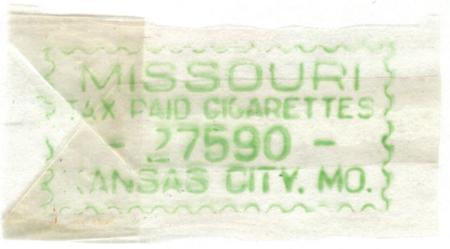 MISSOURI
TAX PAID CIGARETTES
- 27590 -
KANSAS CITY. MO.